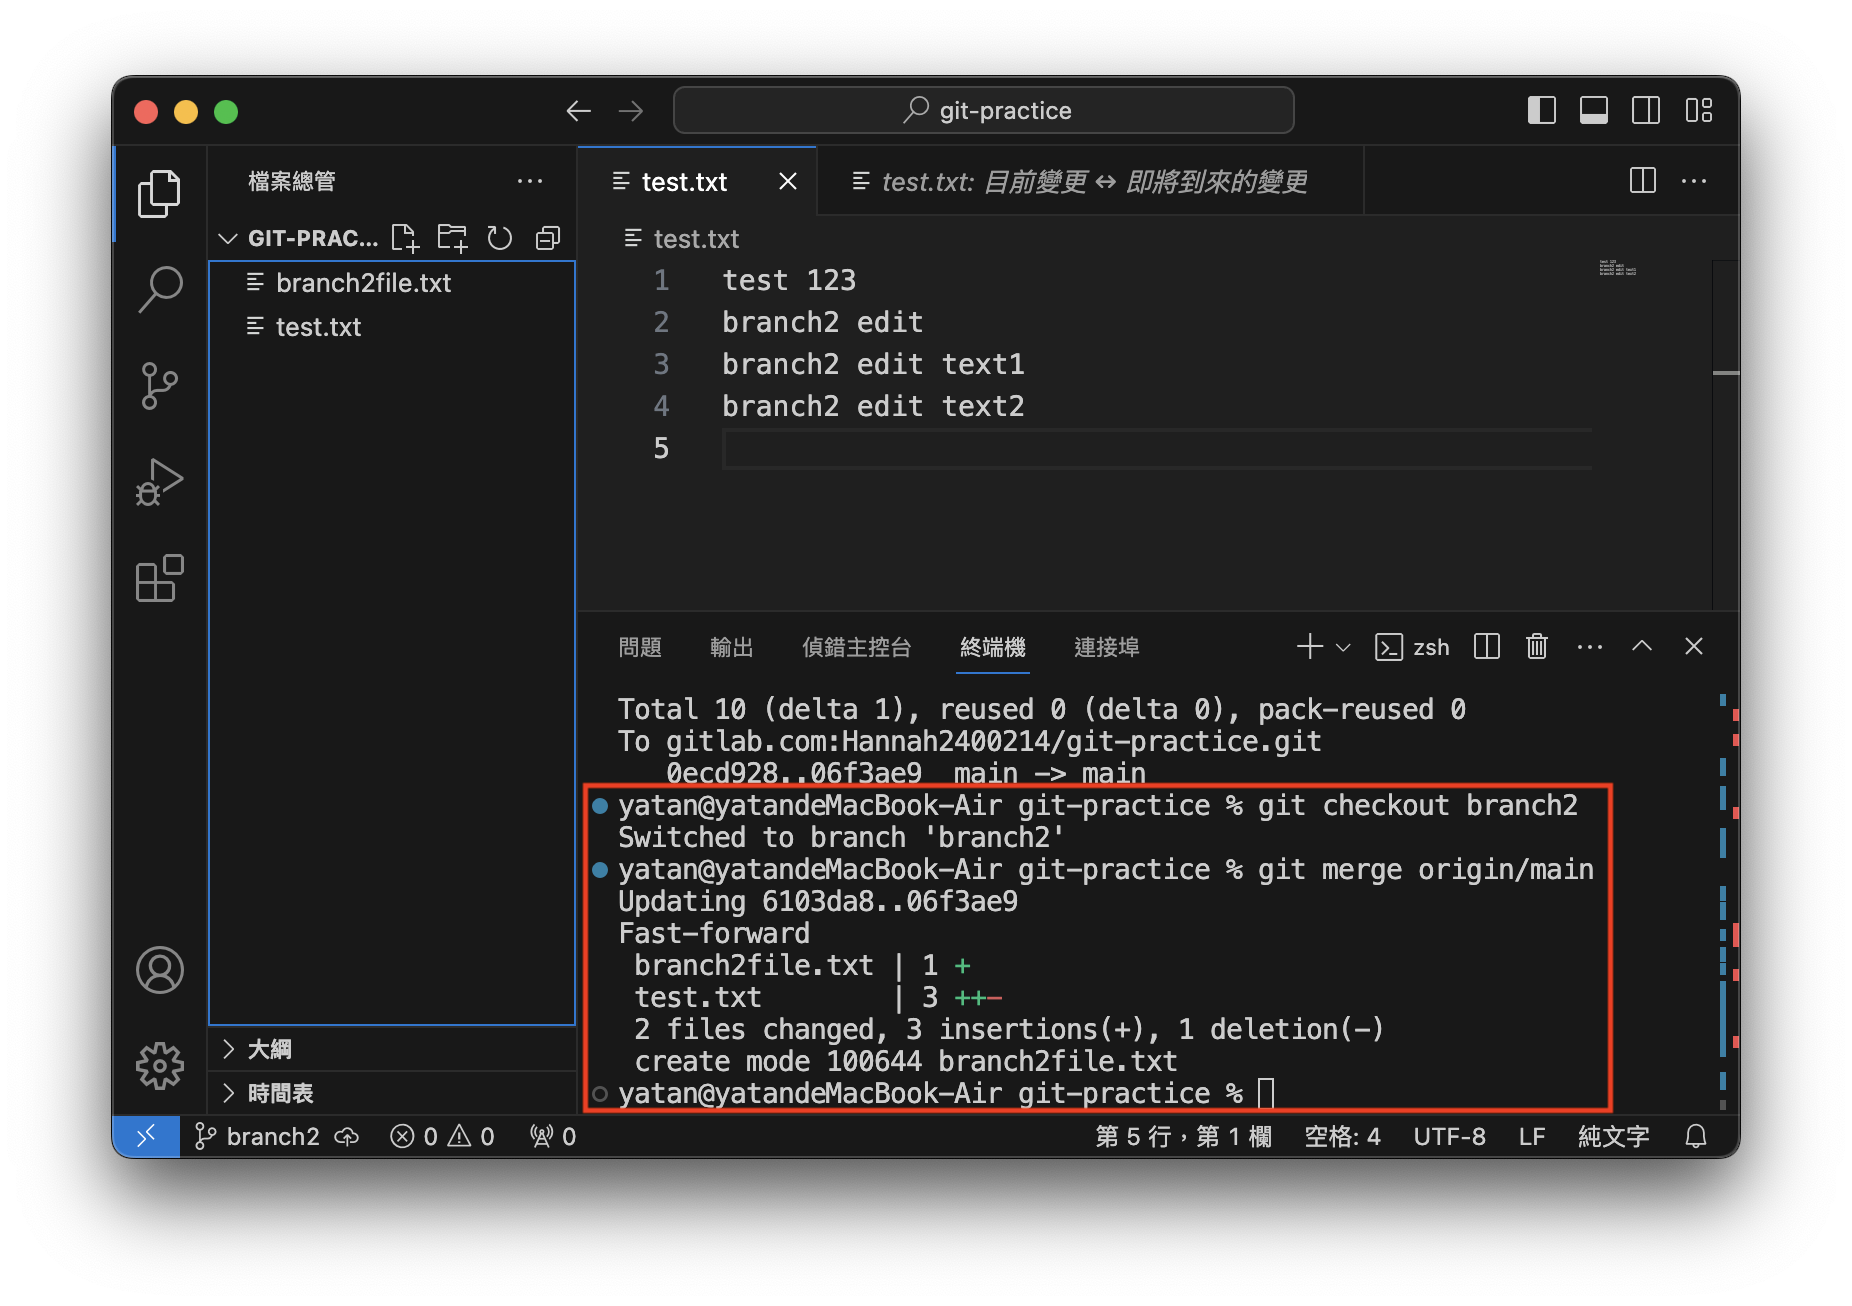 git-practice
檔案總管
test.txt
test.txt: 目前變更 ↔ 即將到來的變更
GIT-PRAC...
test.txt
branch2file.txt
test.txt
1 test 123
2 branch2 edit
3 branch2 edit text1
4 branch2 edit text2
5
問題 輸出 偵錯主控台 終端機 連接埠 zsh
Total 10 (delta 1), reused 0 (delta 0), pack-reused 0
To gitlab.com:Hannah2400214/git-practice.git
0ecd928..06f3ae9  main -> main
yatan@yatandeMacBook-Air git-practice % git checkout branch2
Switched to branch 'branch2'
yatan@yatandeMacBook-Air git-practice % git merge origin/main
Updating 6103da8..06f3ae9
Fast-forward
branch2file.txt | 1 +
test.txt        | 3 ++-
2 files changed, 3 insertions(+), 1 deletion(-)
create mode 100644 branch2file.txt
yatan@yatandeMacBook-Air git-practice %
大綱
時間表
branch2 0 0 0 第 5 行，第 1 欄 空格: 4 UTF-8 LF 純文字